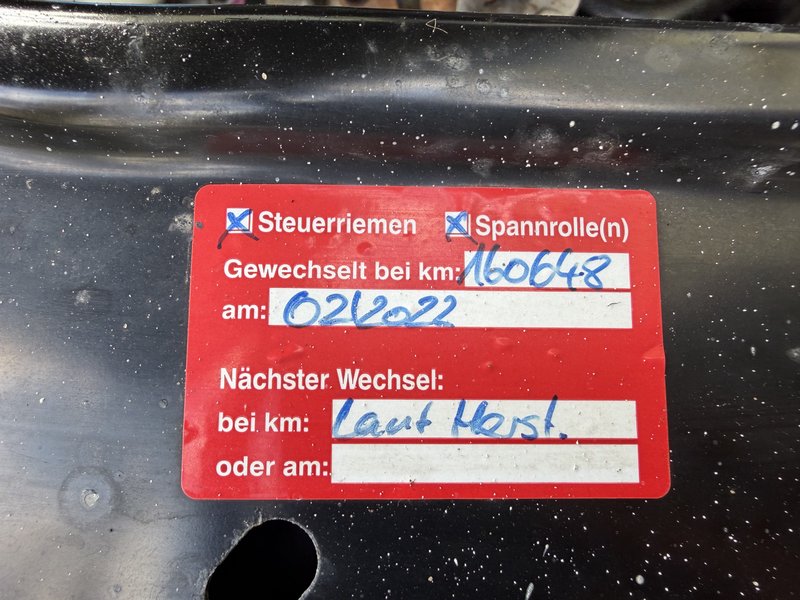 Steuerriemen Spannrolle(n)
Gewechselt bei km: 160648
am: 02/2022
Nächster Wechsel:
bei km: Laut Herst.
oder am: